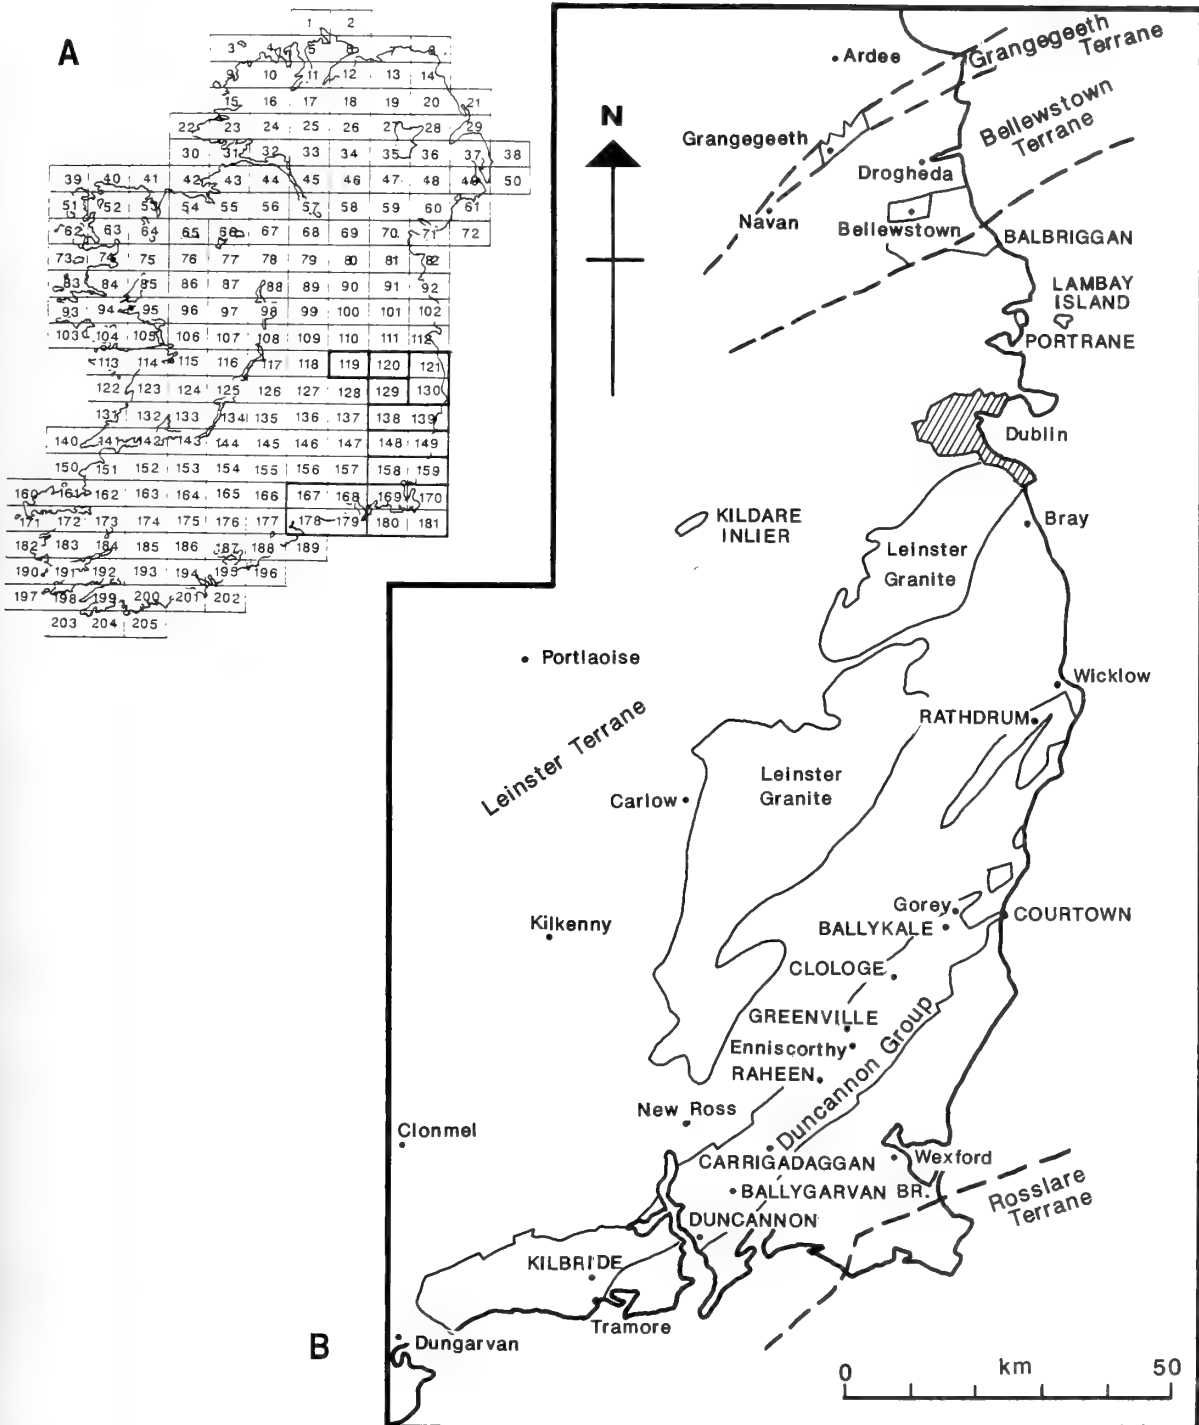 A
1 2
3 4 5 6 7 8
9 10 11 12 13 14
15 16 17 18 19 20 21
22 23 24 25 26 27 28 29
30 31 32 33 34 35 36 37 38
39 40 41 42 43 44 45 46 47 48 49 50
51 52 53 54 55 56 57 58 59 60 61
62 63 64 65 66 67 68 69 70 71 72
73 74 75 76 77 78 79 80 81 82
83 84 85 86 87 88 89 90 91 92
93 94 95 96 97 98 99 100 101 102
103 104 105 106 107 108 109 110 111 112
113 114 115 116 117 118 119 120 121
122 123 124 125 126 127 128 129 130
131 132 133 134 135 136 137 138 139
140 141 142 143 144 145 146 147 148 149
150 151 152 153 154 155 156 157 158 159
160 161 162 163 164 165 166 167 168 169 170
171 172 173 174 175 176 177 178 179 180 181
182 183 184 185 186 187 188 189
190 191 192 193 194 195 196
197 198 199 200 201 202
203 204 205
B
N
Ardee
Grangegeeth
Terrane
Bellewstown
Terrane
Grangegeeth
Drogheda
Navan
Bellewstown
BALBRIGGAN
LAMBAY
ISLAND
PORTRANE
Dublin
KILDARE
INLIER
Bray
Leinster
Granite
Portlaoise
Wicklow
Leinster Terrane
RATHDRUM
Leinster
Granite
Carlow
Gorey
COURTOWN
Kilkenny
BALLYKALE
CLOLOGE
GREENVILLE
Enniscorthy
RAHEEN
Duncannon Group
New Ross
Clonmel
CARRIGADAGGAN
Wexford
BALLYGARVAN BR.
Rosslare
Terrane
DUNCANNON
KILBRIDE
Tramore
Dungarvan
0 km 50